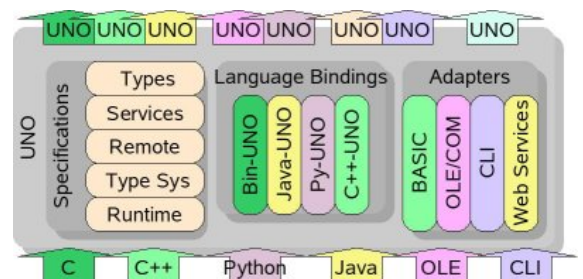 UNO UNO UNO UNO UNO UNO UNO UNO
UNO
Specifications
Types
Services
Remote
Type Sys
Runtime
Language Bindings
Bin-UNO
Java-UNO
Py-UNO
C++-UNO
Adapters
BASIC
OLE/COM
CLI
Web Services
C C++ Python Java OLE CLI